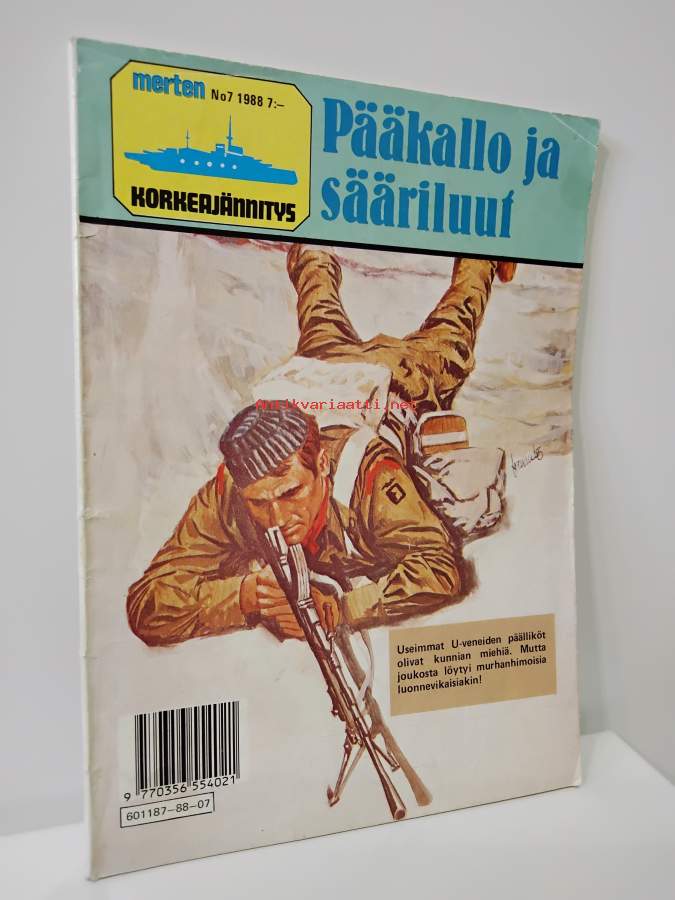 merten No7 1988 7:–
KORKEAJÄNNITYS
Pääkallo ja
sääriluut
Antikvariaatti.net
Useimmat U-veneiden päälliköt
olivat kunnian miehiä. Mutta
joukosta löytyi murhanhimoisia
luonnevikaisiakin!
9 770356 554021
601187–88–07